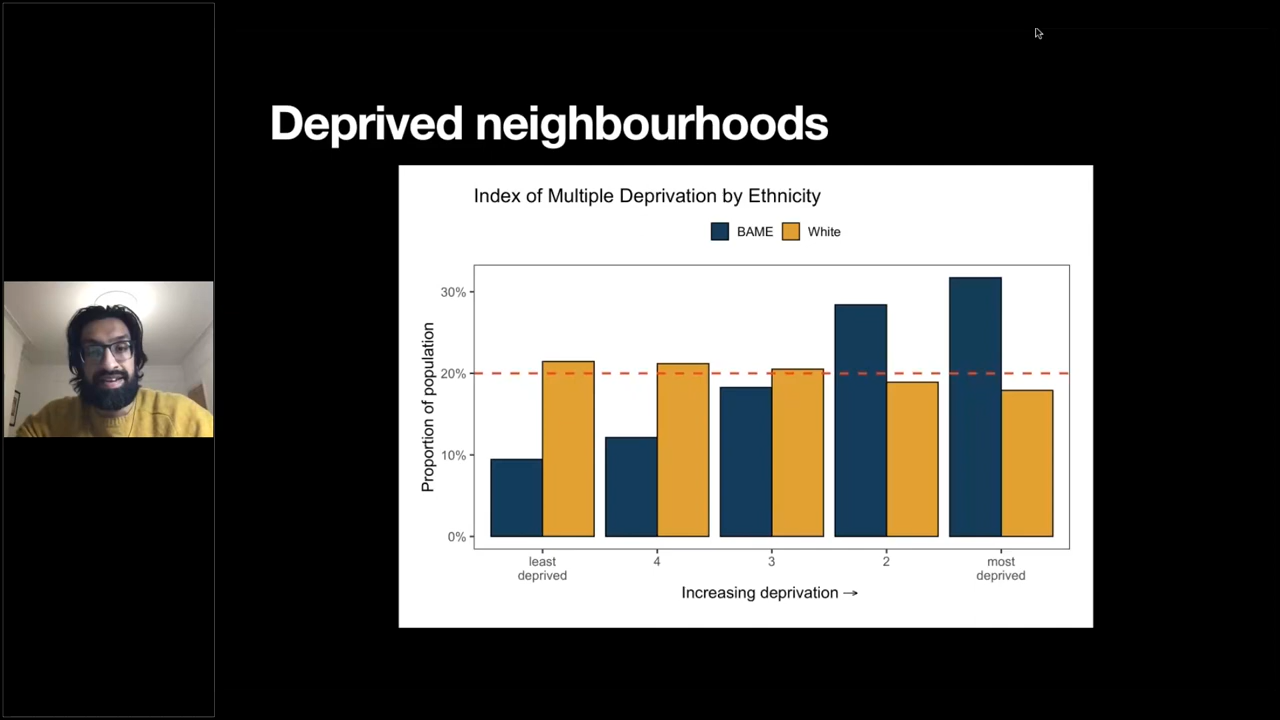 Deprived neighbourhoods
Index of Multiple Deprivation by Ethnicity
BAME White
30%
20%
10%
0%
Proportion of population
least deprived
4
3
2
most deprived
Increasing deprivation →